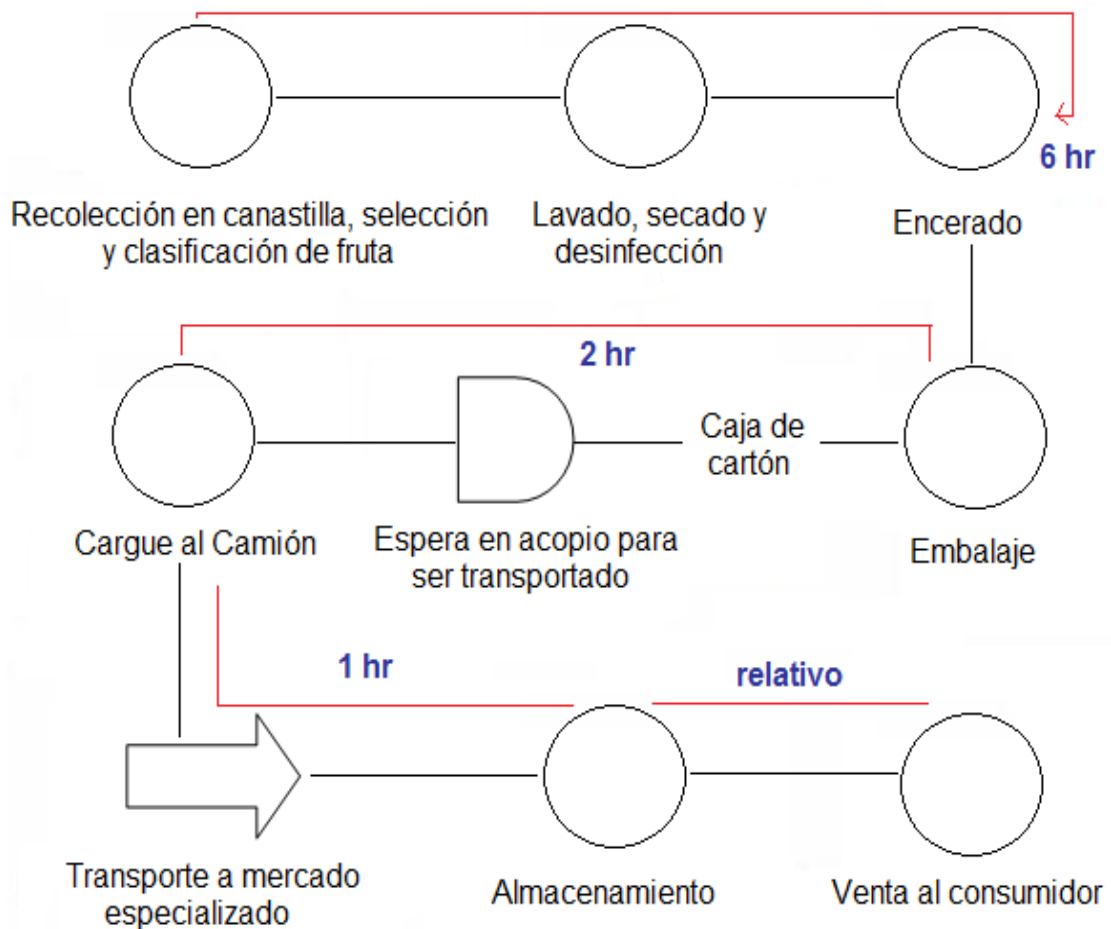 6 hr
Recolección en canastilla, selección
y clasificación de fruta
Lavado, secado y
desinfección
Encerado
2 hr
Caja de
cartón
Cargue al Camión
Espera en acopio para
ser transportado
Embalaje
1 hr
relativo
Transporte a mercado
especializado
Almacenamiento
Venta al consumidor